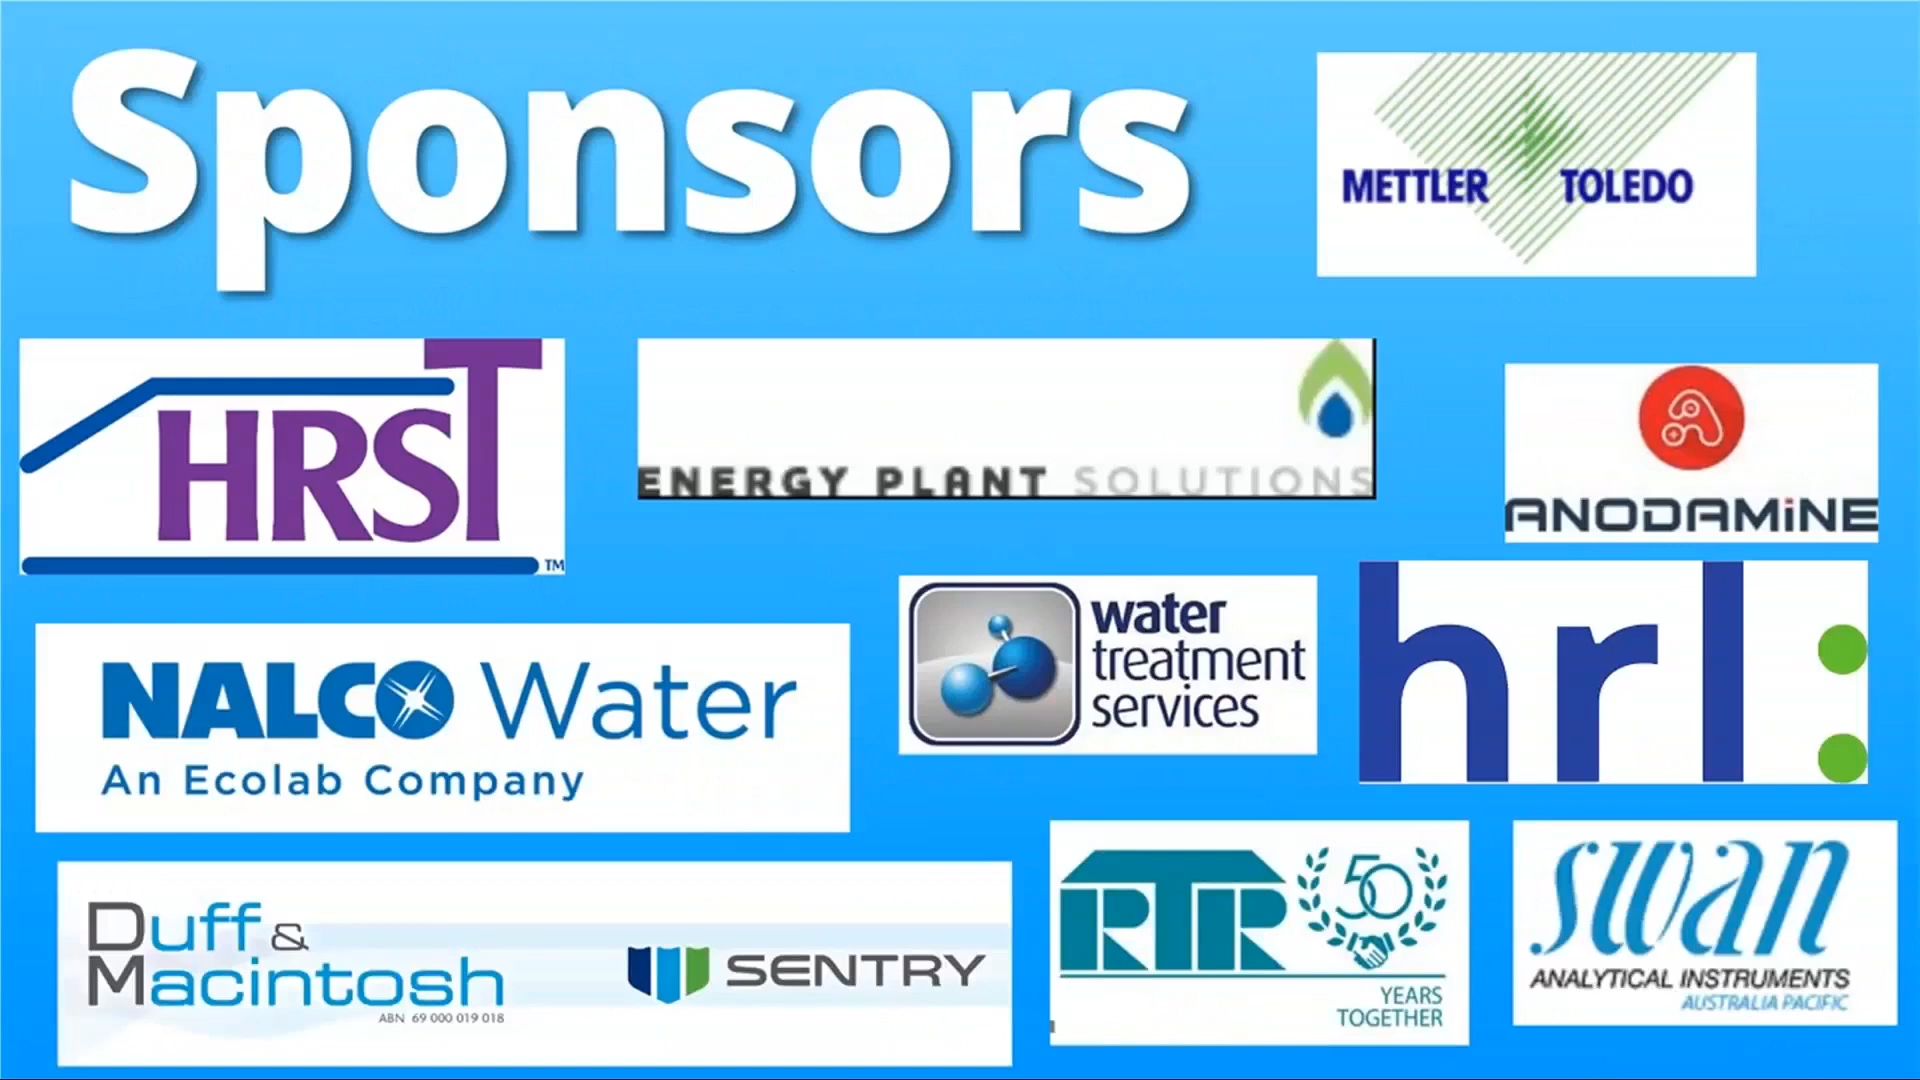 Sponsors
METTLER TOLEDO
HRST
TM
ENERGY PLANT SOLUTIONS
ANODAMiNE
NALCO Water
An Ecolab Company
water
treatment
services
hrl:
Duff &
Macintosh
ABN 69 000 019 018
SENTRY
RTR
50
YEARS
TOGETHER
swan
ANALYTICAL INSTRUMENTS
AUSTRALIA PACIFIC